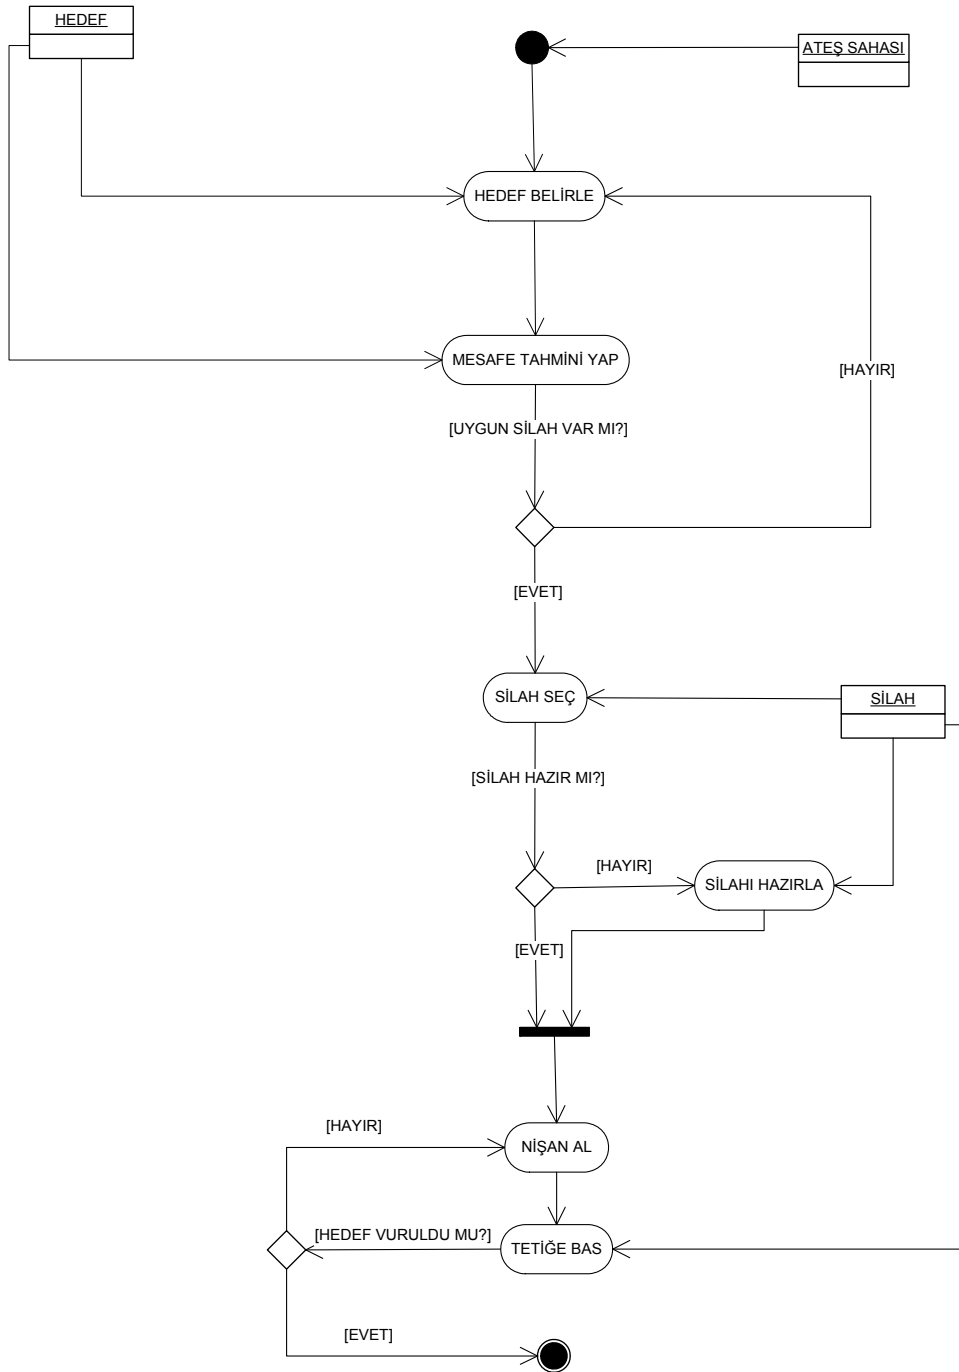 HEDEF
ATEŞ SAHASI
HEDEF BELİRLE
MESAFE TAHMİNİ YAP
[HAYIR]
[UYGUN SİLAH VAR MI?]
[EVET]
SİLAH SEÇ
SİLAH
[SİLAH HAZIR MI?]
[HAYIR]
SİLAHI HAZIRLA
[EVET]
[HAYIR]
NİŞAN AL
[HEDEF VURULDU MU?]
TETİĞE BAS
[EVET]